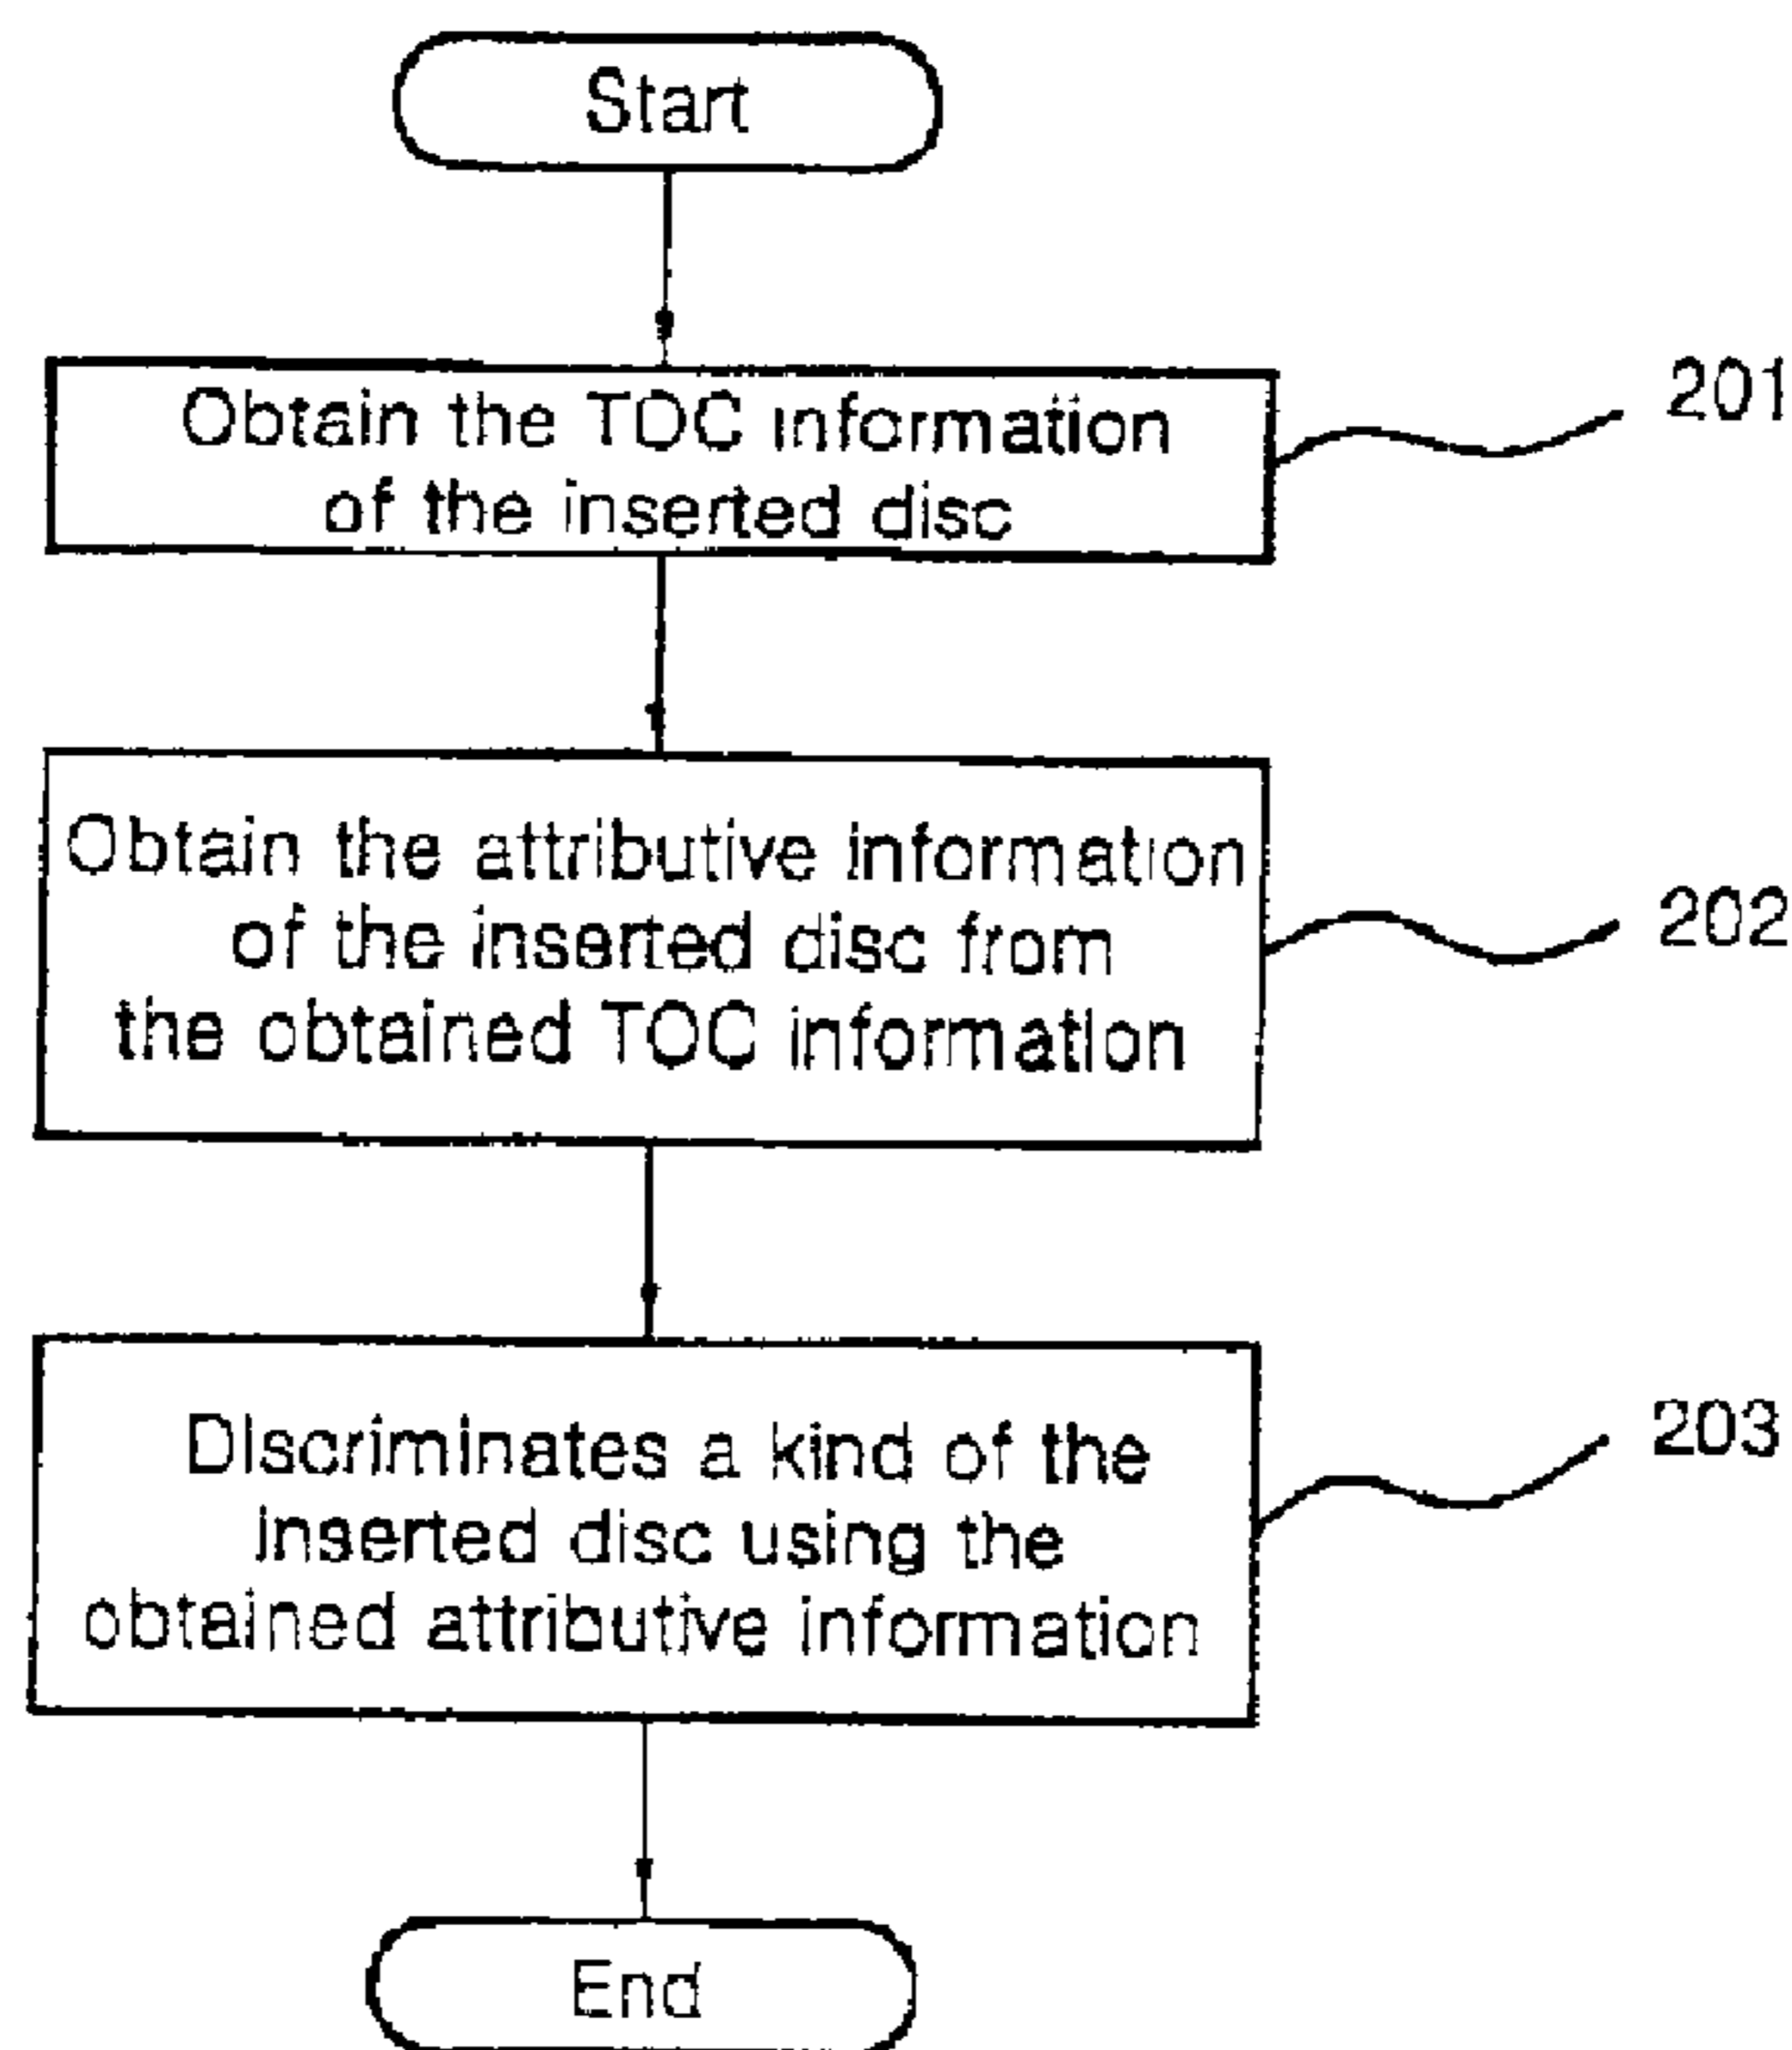 Start
Obtain the TOC information
of the inserted disc
201
Obtain the attributive information
of the inserted disc from
the obtained TOC information
202
Discriminates a kind of the
inserted disc using the
obtained attributive information
203
End